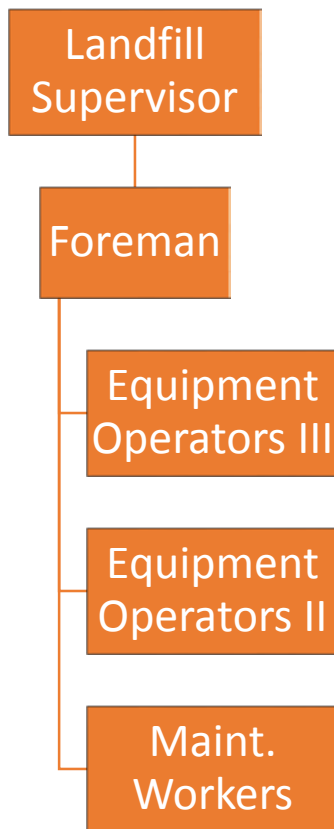 Landfill
Supervisor
Foreman
Equipment
Operators III
Equipment
Operators II
Maint.
Workers